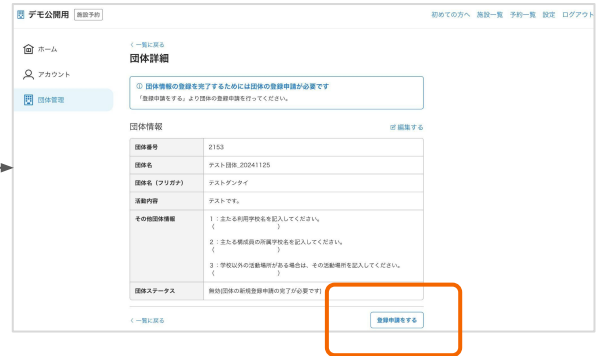 デモ公開用 施設予約
初めての方へ 施設一覧 予約一覧 設定 ログアウト
ホーム
アカウント
団体管理
〈 一覧に戻る
団体詳細
団体情報の登録を完了するためには団体の登録申請が必要です
「登録申請をする」より団体の登録申請を行ってください。
団体情報 編集する
団体番号 2153
団体名 テスト団体_20241125
団体名（フリガナ） テストダンタイ
活動内容 テストです。
その他団体情報 1：主たる利用学校名を記入してください。
（ ）
2：主たる構成員の所属学校名を記入してください。
（ ）
3：学校以外の活動場所がある場合は、その活動場所を記入してください。
（ ）
団体ステータス 無効(団体の新規登録申請の完了が必要です)
〈 一覧に戻る 登録申請をする